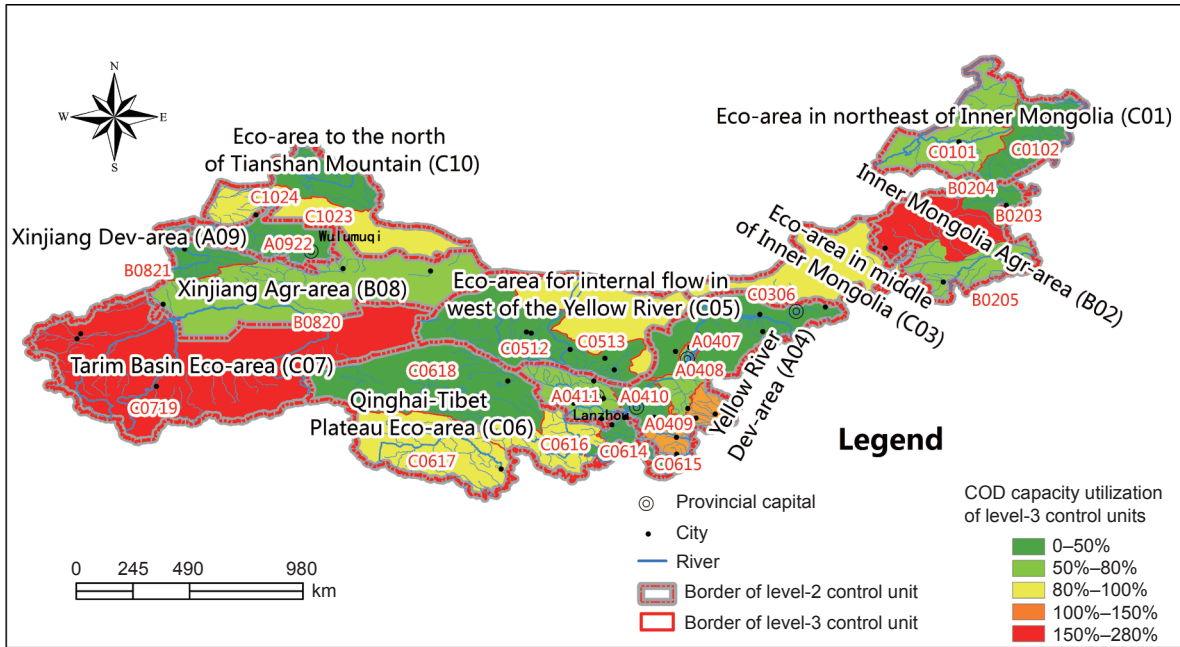 N
W
E
S
Eco-area to the north
of Tianshan Mountain (C10)
Eco-area in northeast of Inner Mongolia (C01)
C0101
C0102
B0204
B0203
Inner Mongolia Agr-area (B02)
B0205
Eco-area in middle
of Inner Mongolia (C03)
C0306
C1024
C1023
Wulumuqi
Xinjiang Dev-area (A09)
A0922
B0821
Xinjiang Agr-area (B08)
B0820
Eco-area for internal flow in
west of the Yellow River (C05)
C0512
C0513
A0407
A0408
Yellow River
Dev-area (A04)
Tarim Basin Eco-area (C07)
C0719
C0618
Qinghai-Tibet
Plateau Eco-area (C06)
C0617
C0616
A0411
A0410
Lanzhou
A0409
C0614
C0615
Legend
Provincial capital
City
River
Border of level-2 control unit
Border of level-3 control unit
COD capacity utilization
of level-3 control units
0–50%
50%–80%
80%–100%
100%–150%
150%–280%
0 245 490 980
km